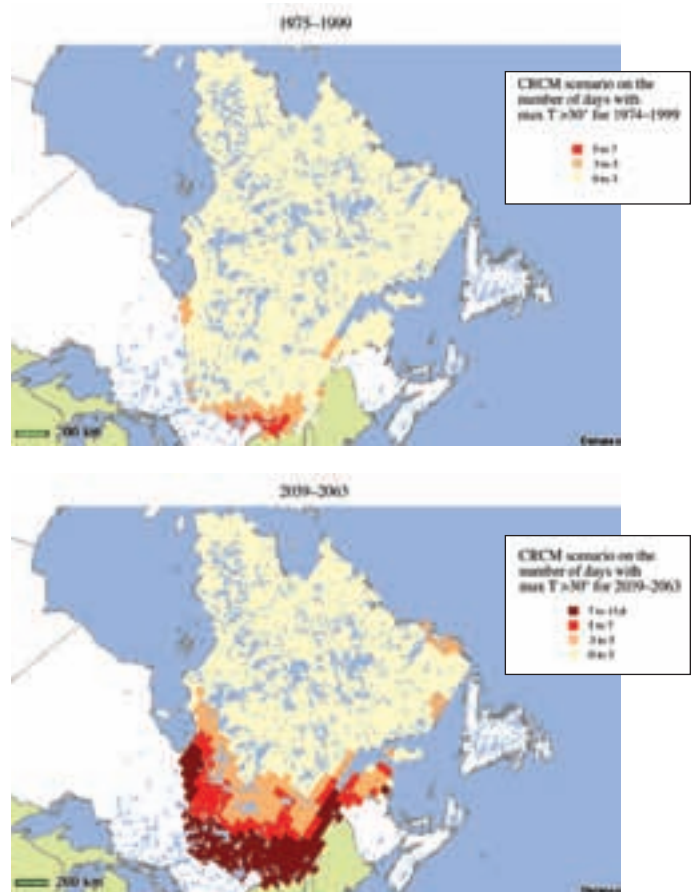 1975–1999
CRCM scenario on the
number of days with
max T >30° for 1974–1999
5 to 7
3 to 5
0 to 3
200 km
2039–2063
CRCM scenario on the
number of days with
max T >30° for 2039–2063
5 to 7
3 to 5
0 to 3
200 km